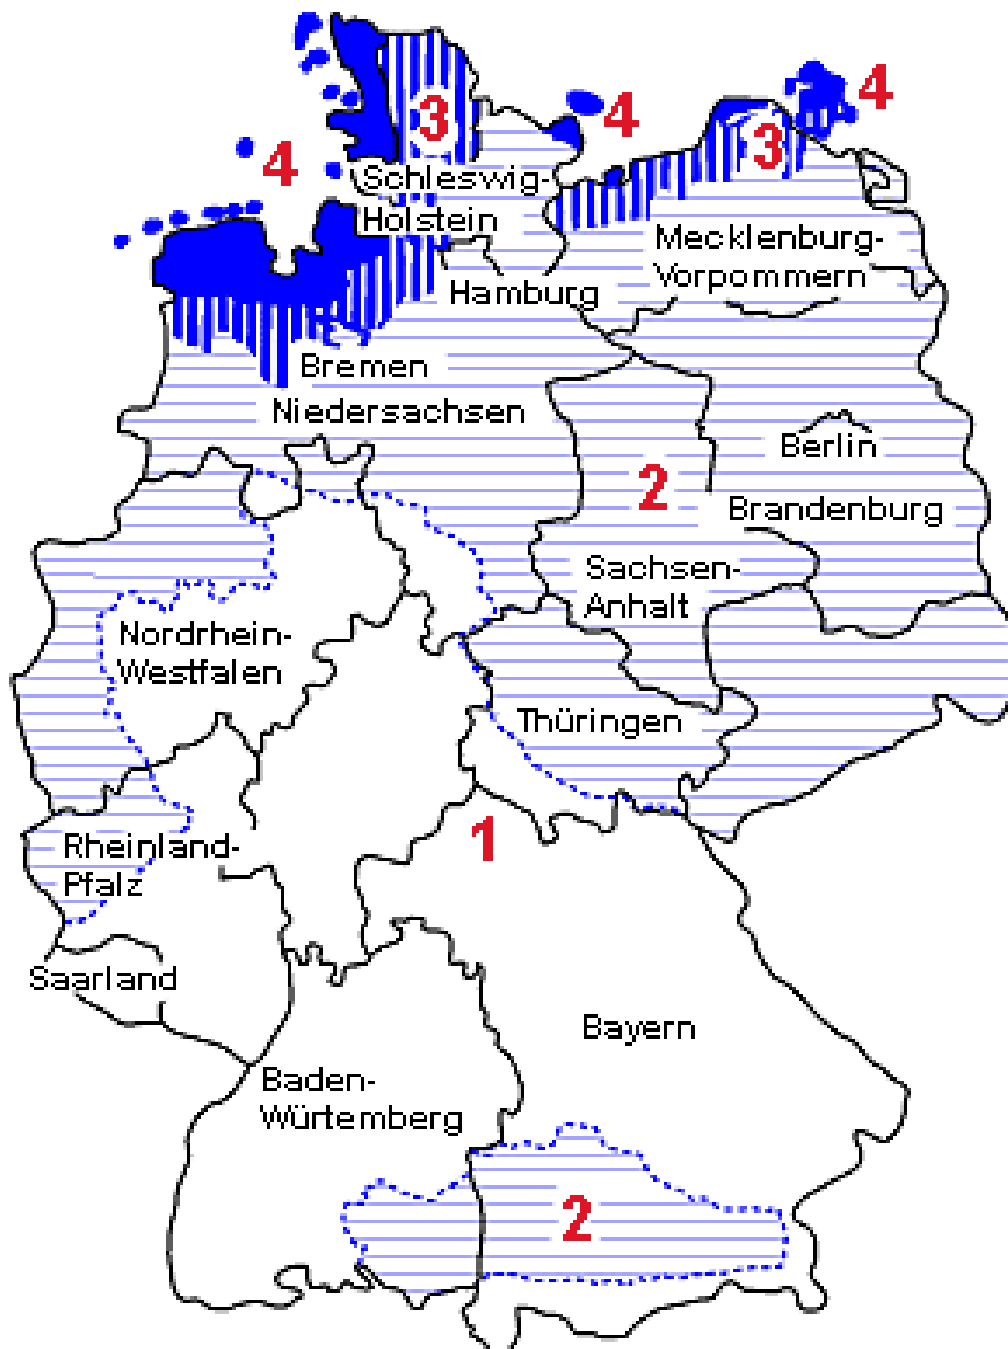 4
4
3
4
3
4
Schleswig-
Holstein
Mecklenburg-
Vorpommern
Hamburg
Bremen
Niedersachsen
Berlin
2
Brandenburg
Sachsen-
Anhalt
Nordrhein-
Westfalen
Thüringen
1
Rheinland-
Pfalz
Saarland
Bayern
Baden-
Würtemberg
2